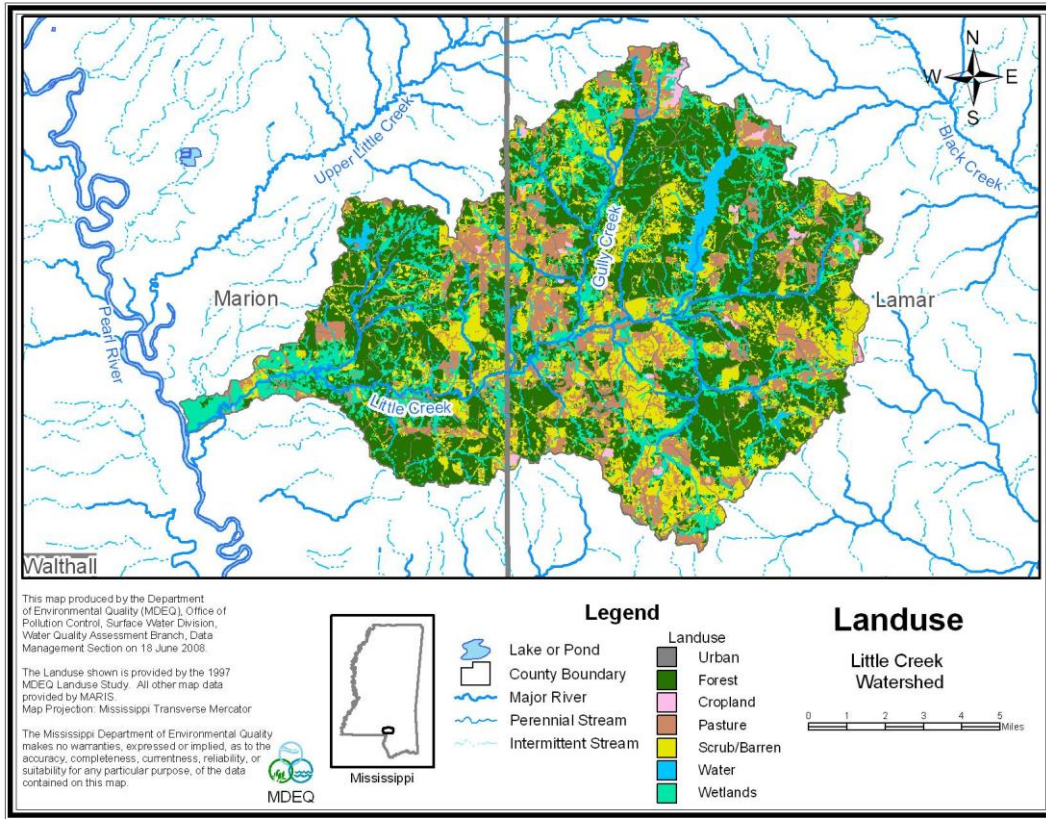 N
W E
S
Black Creek
Upper Little Creek
Gully Creek
Marion
Lamar
Pearl River
Little Creek
Walthall
This map produced by the Department
of Environmental Quality (MDEQ), Office of
Pollution Control, Surface Water Division,
Water Quality Assessment Branch, Data
Management Section on 18 June 2008.
The Landuse shown is provided by the 1997
MDEQ Landuse Study. All other map data
provided by MARIS.
Map Projection: Mississippi Transverse Mercator
The Mississippi Department of Environmental Quality
makes no warranties, expressed or implied, as to the
accuracy, completeness, currentness, reliability, or
suitability for any particular purpose, of the data
contained on this map.
MDEQ
Mississippi
Legend
Lake or Pond
County Boundary
Major River
Perennial Stream
Intermittent Stream
Landuse
Urban
Forest
Cropland
Pasture
Scrub/Barren
Water
Wetlands
Landuse
Little Creek
Watershed
0 1 2 3 4 5
Miles